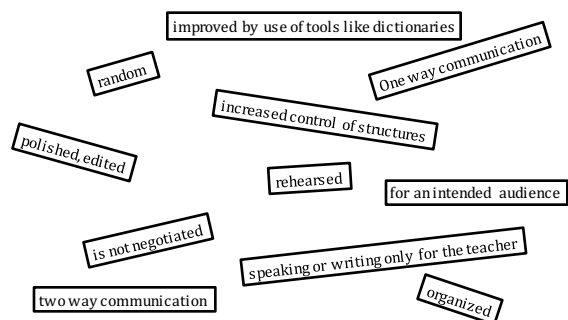 improved by use of tools like dictionaries
One way communication
random
increased control of structures
polished, edited
rehearsed
for an intended audience
is not negotiated
speaking or writing only for the teacher
two way communication
organized